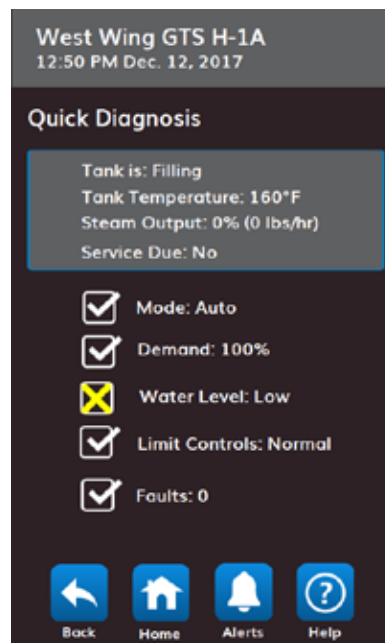 West Wing GTS H-1A
12:50 PM Dec. 12, 2017
Quick Diagnosis
Tank is: Filling
Tank Temperature: 160°F
Steam Output: 0% (0 lbs/hr)
Service Due: No
Mode: Auto
Demand: 100%
Water Level: Low
Limit Controls: Normal
Faults: 0
Back Home Alerts Help